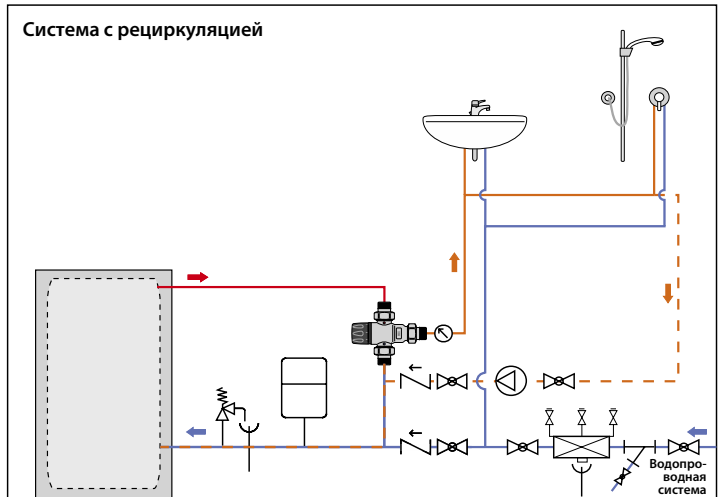 Система с рециркуляцией
Водопро-
водная
система